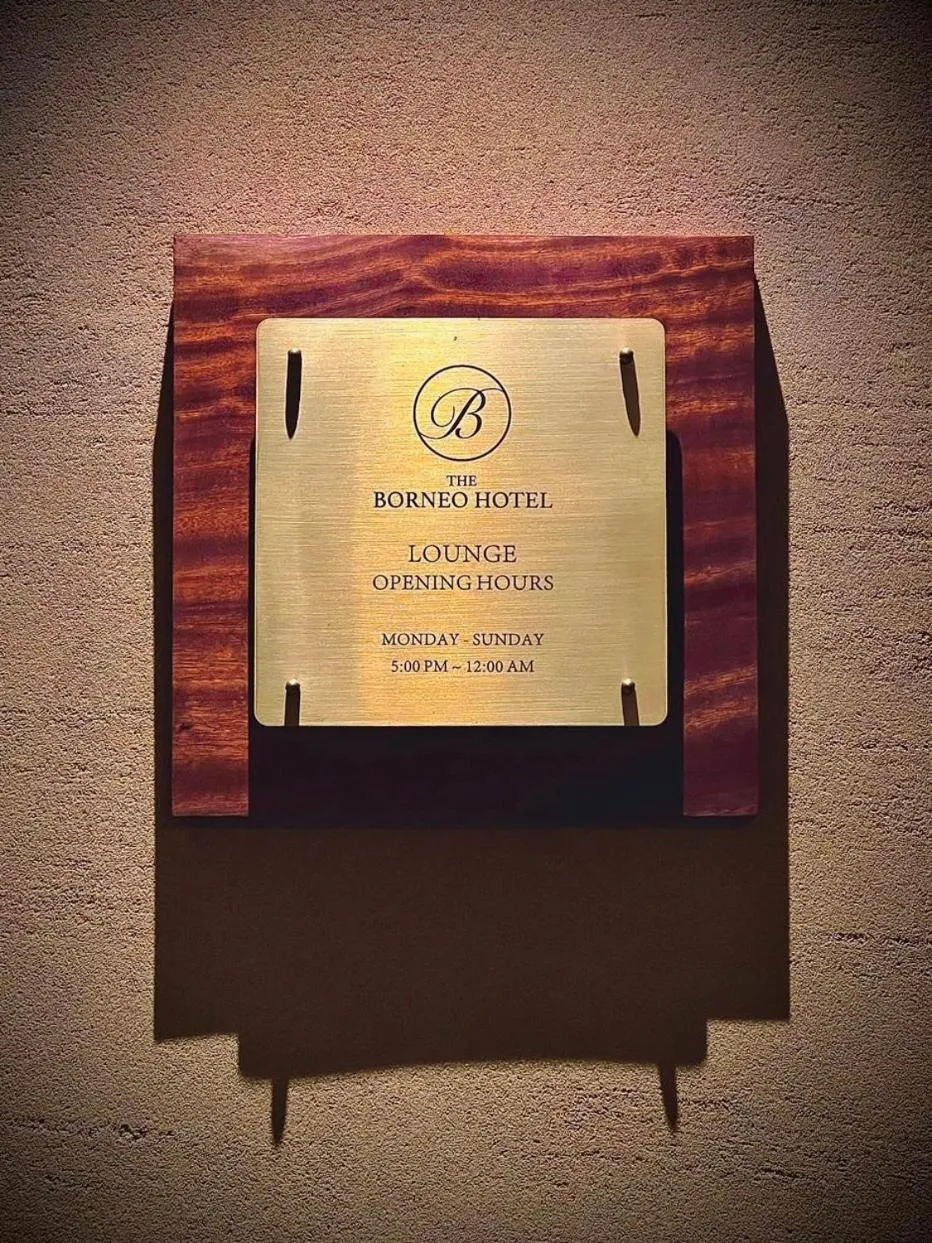 B
THE
BORNEO HOTEL
LOUNGE
OPENING HOURS
MONDAY - SUNDAY
5:00 PM ~ 12:00 AM